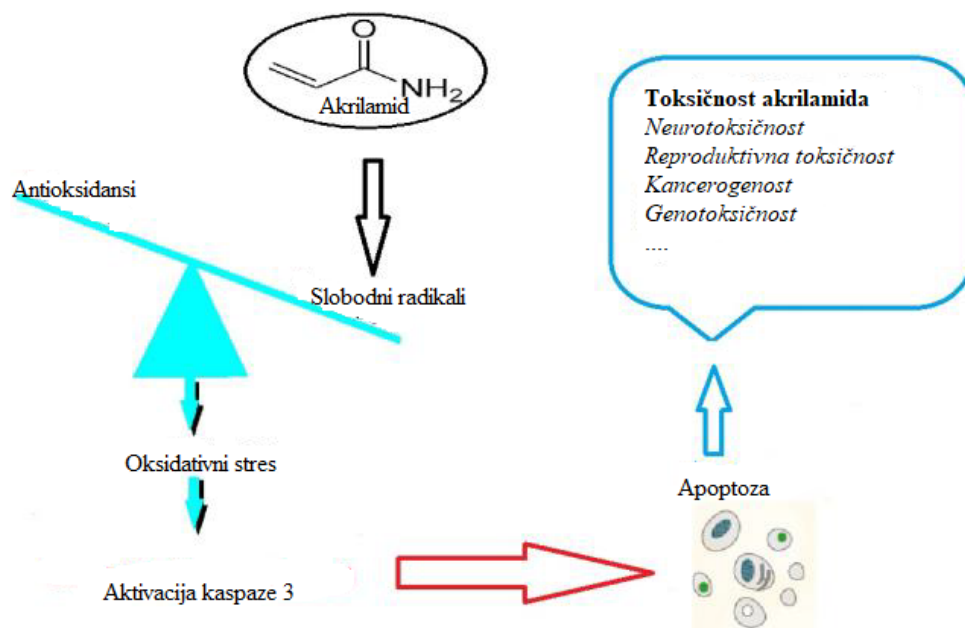 O
NH2
Akrilamid
Toksičnost akrilamida
Neurotoksičnost
Reproduktivna toksičnost
Kancerogenost
Genotoksičnost
....
Antioksidansi
Slobodni radikali
Oksidativni stres
Apoptoza
Aktivacija kaspaze 3